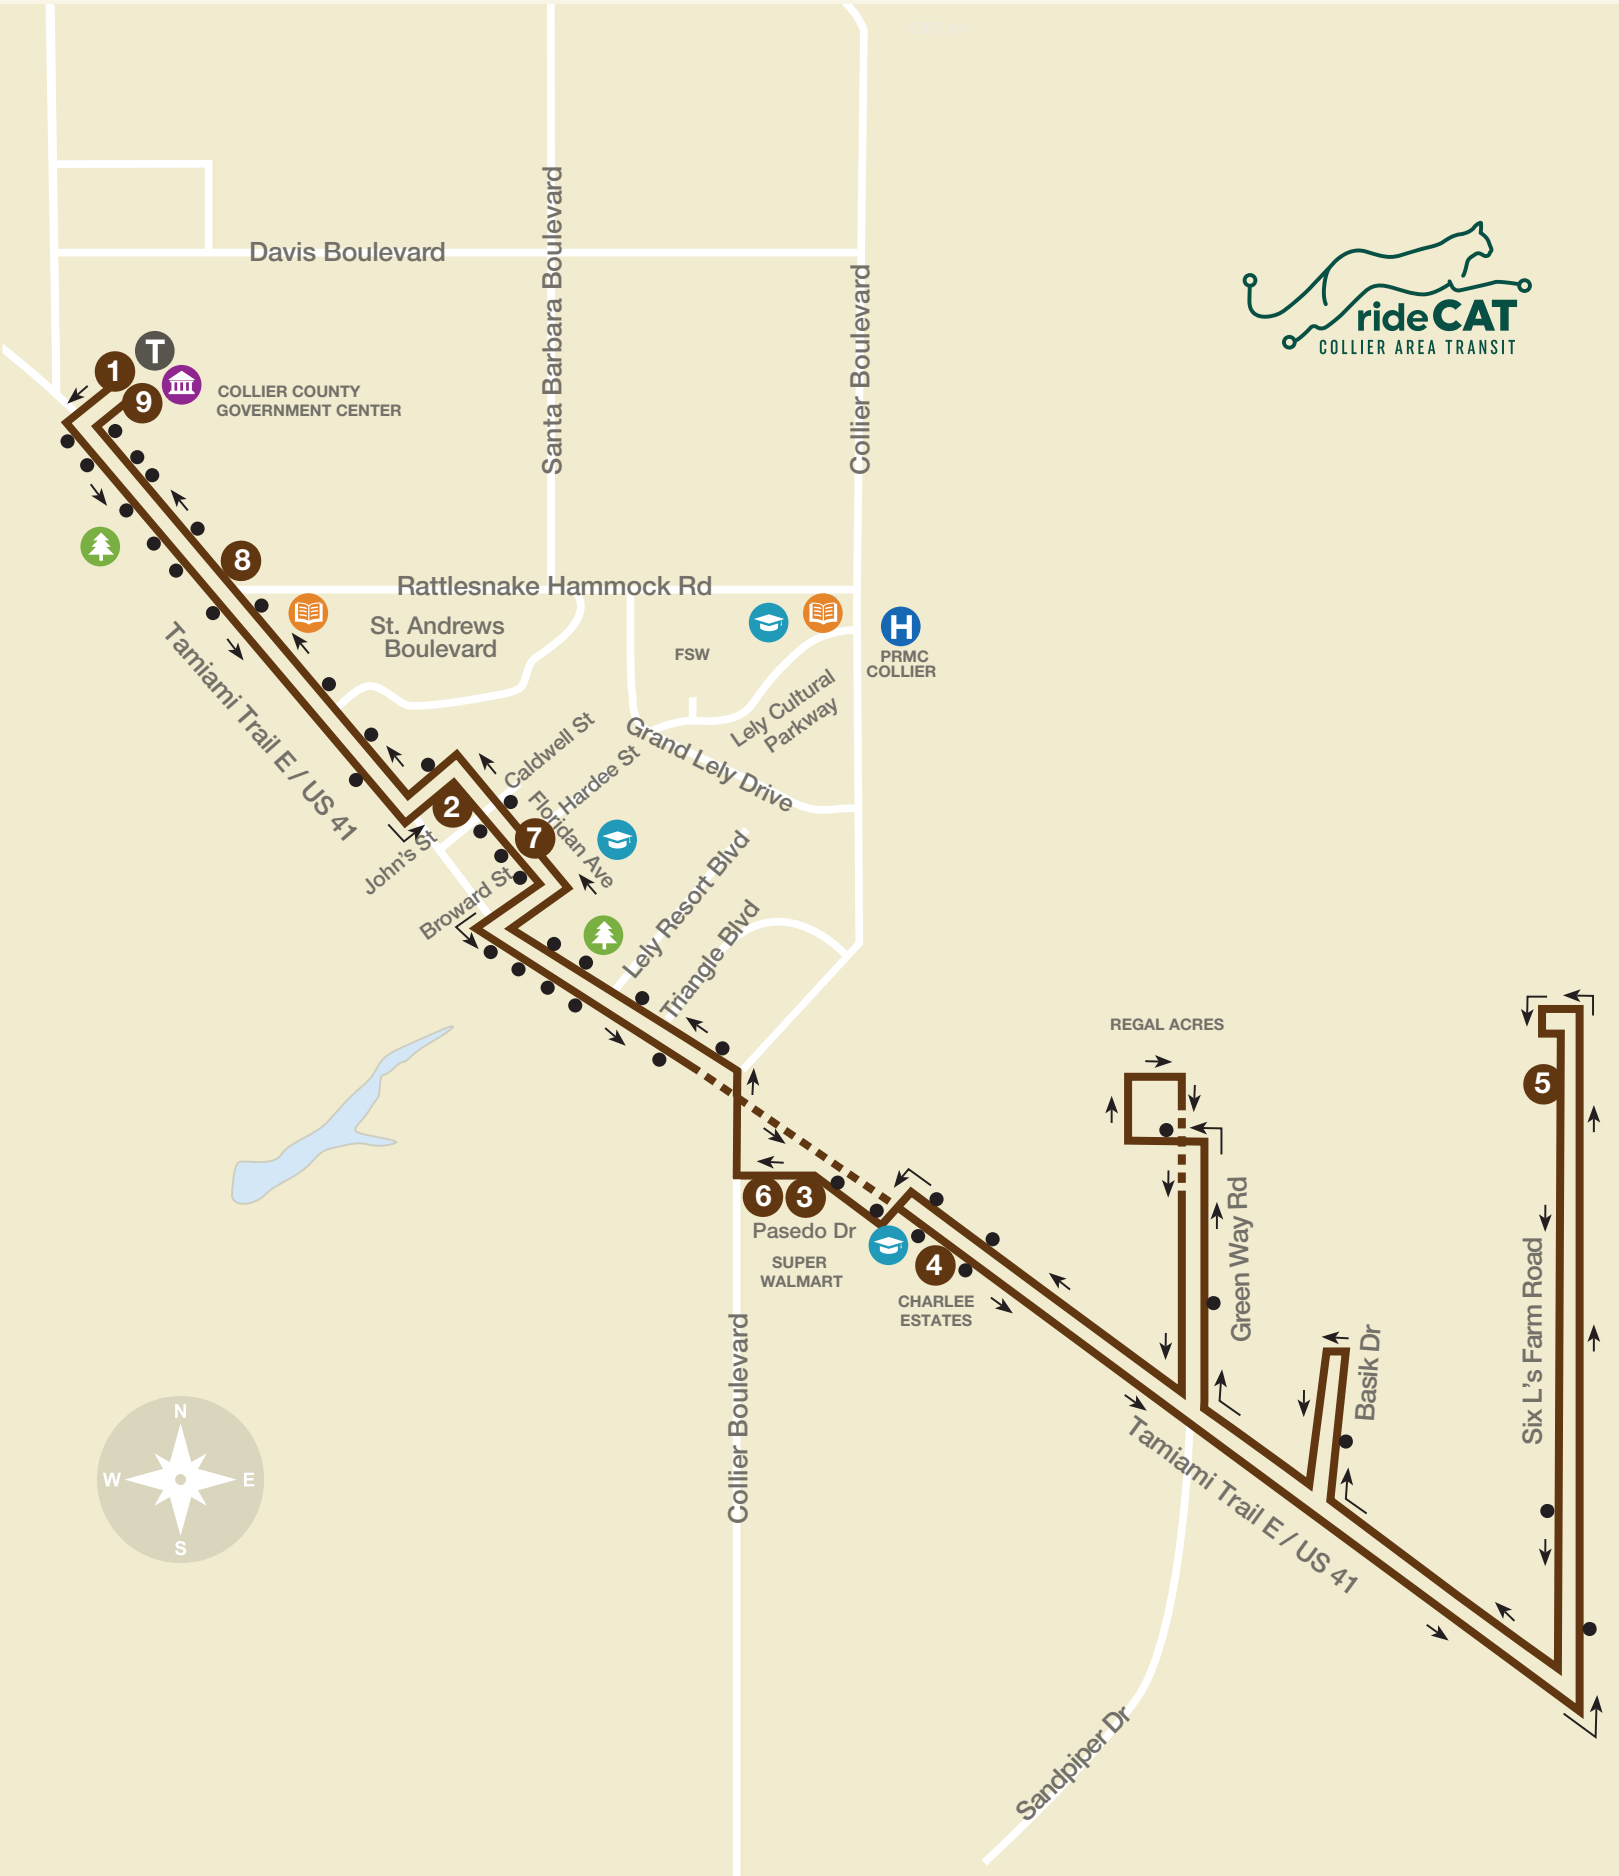 Davis Boulevard
Santa Barbara Boulevard
Collier Boulevard
rideCAT
COLLIER AREA TRANSIT
1
T
9
COLLIER COUNTY
GOVERNMENT CENTER
8
Rattlesnake Hammock Rd
St. Andrews
Boulevard
FSW
H
PRMC
COLLIER
Tamiami Trail E / US 41
Lely Cultural
Parkway
Grand Lely Drive
Caldwell St
Hardee St
Floridan Ave
2
7
John's St
Broward St
Lely Resort Blvd
Triangle Blvd
REGAL ACRES
5
6
3
Pasedo Dr
SUPER
WALMART
4
CHARLEE
ESTATES
Green Way Rd
Basik Dr
Six L's Farm Road
Collier Boulevard
Tamiami Trail E / US 41
N
W
E
S
Sandpiper Dr